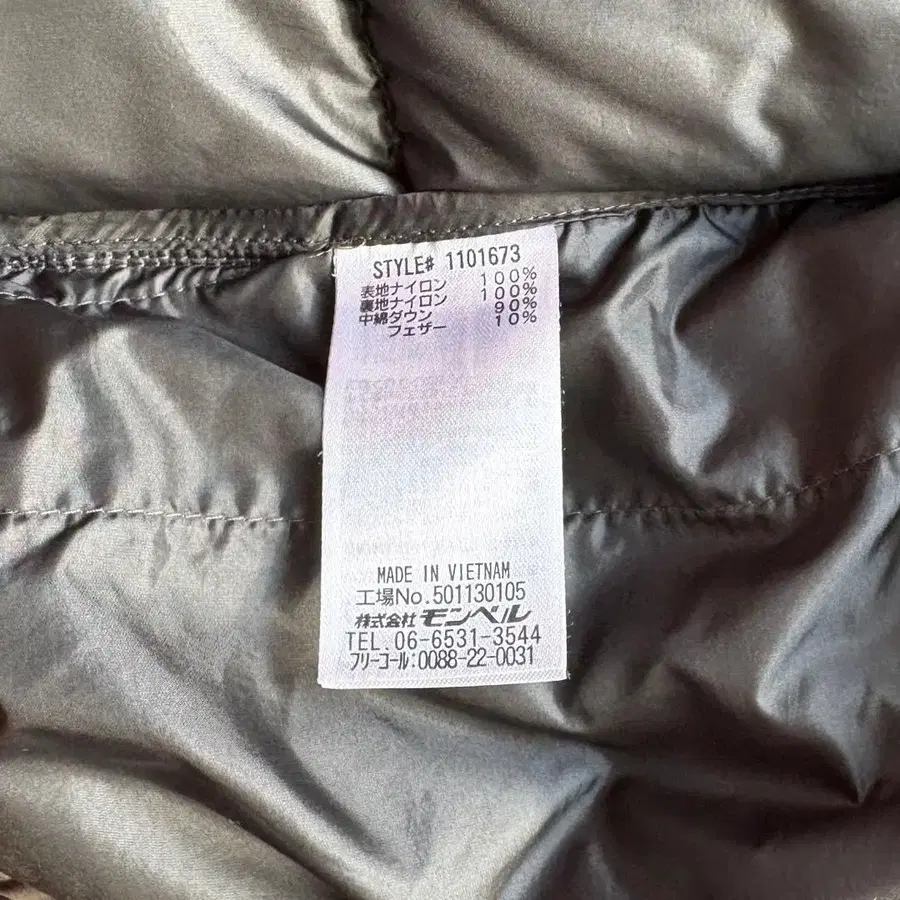 STYLE# 1101673
表地ナイロン 100%
裏地ナイロン 100%
中綿ダウン 90%
フェザー 10%
MADE IN VIETNAM
工場No.501130105
株式会社 モンベル
TEL.06-6531-3544
フリーコール:0088-22-0031